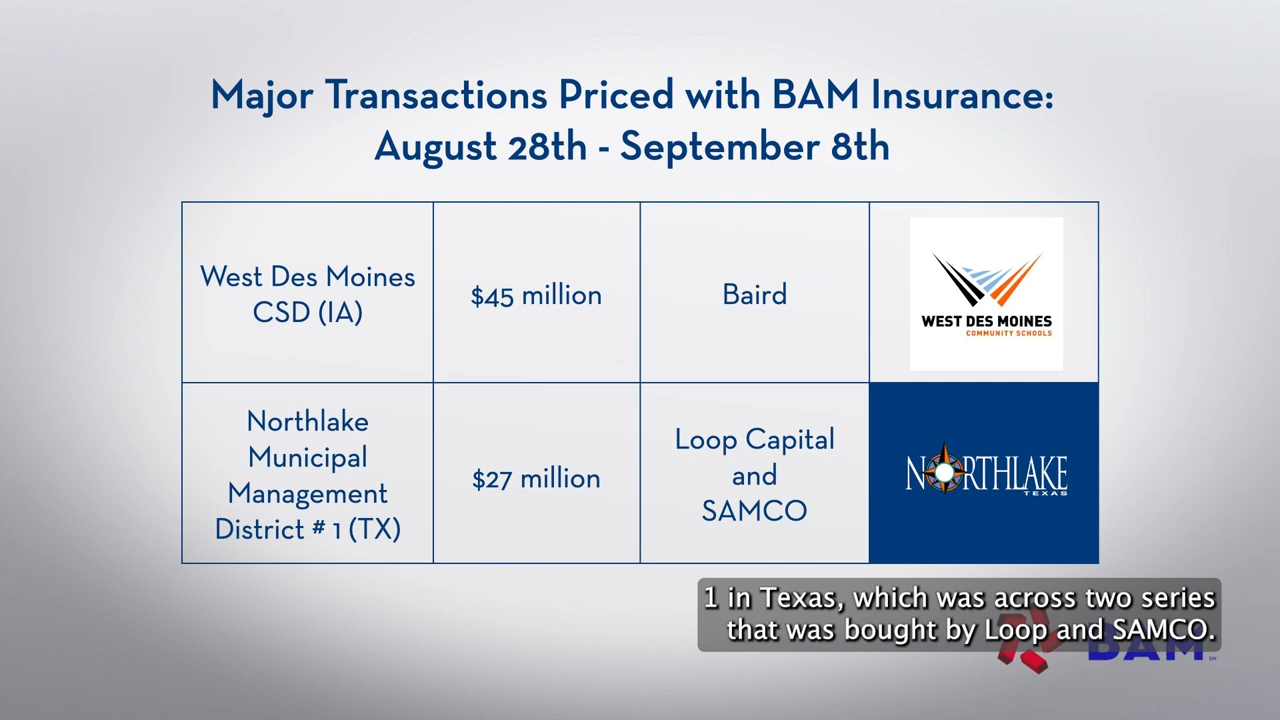 Major Transactions Priced with BAM Insurance:
August 28th - September 8th
West Des Moines
CSD (IA)
$45 million
Baird
WEST DES MOINES
COMMUNITY SCHOOLS
Northlake
Municipal
Management
District # 1 (TX)
$27 million
Loop Capital
and
SAMCO
NORTHLAKE
TEXAS
1 in Texas, which was across two series
that was bought by Loop and SAMCO.
BAM